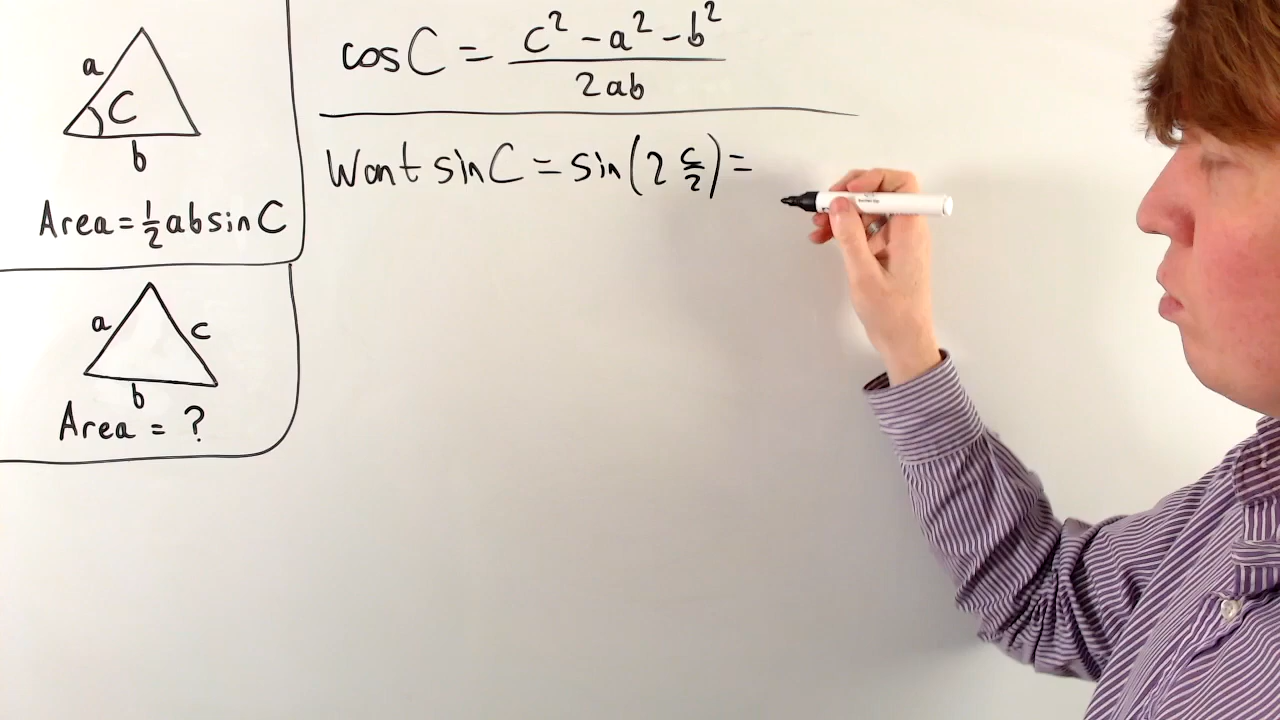 a
C
b
Area = 1/2 ab sin C
a
c
b
Area = ?
cos C = (c² - a² - b²) / 2ab
Want sin C = sin(2 C/2) =